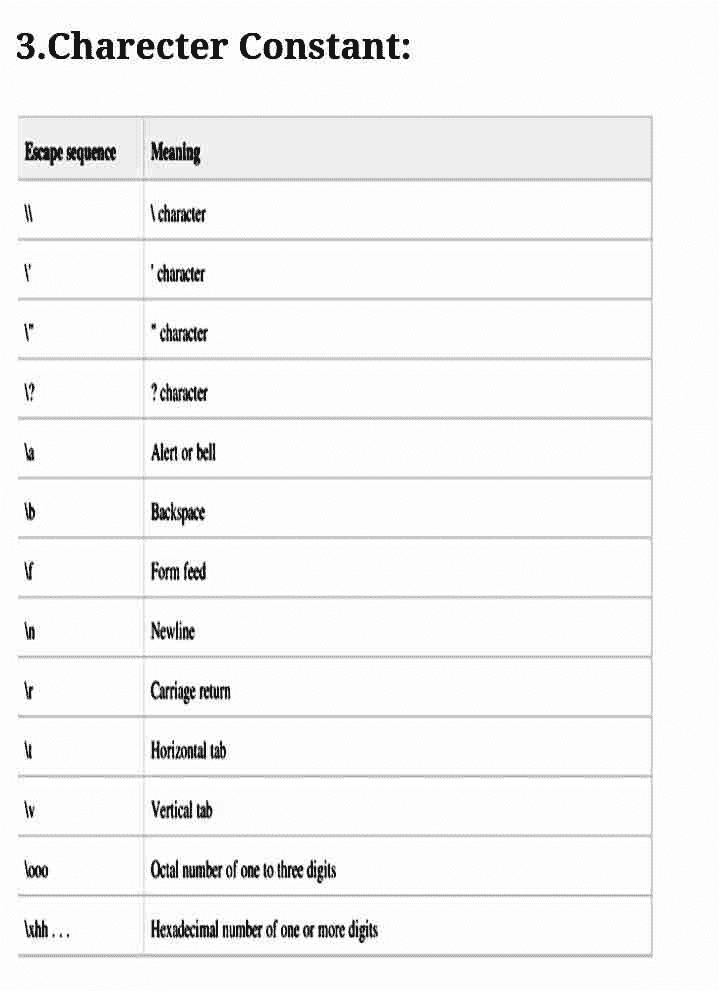 3.Charecter Constant:
Escape sequence Meaning
\\ \ character
\' ' character
\" " character
\? ? character
\a Alert or bell
\b Backspace
\f Form feed
\n Newline
\r Carriage return
\t Horizontal tab
\v Vertical tab
\ooo Octal number of one to three digits
\xhh . . . Hexadecimal number of one or more digits